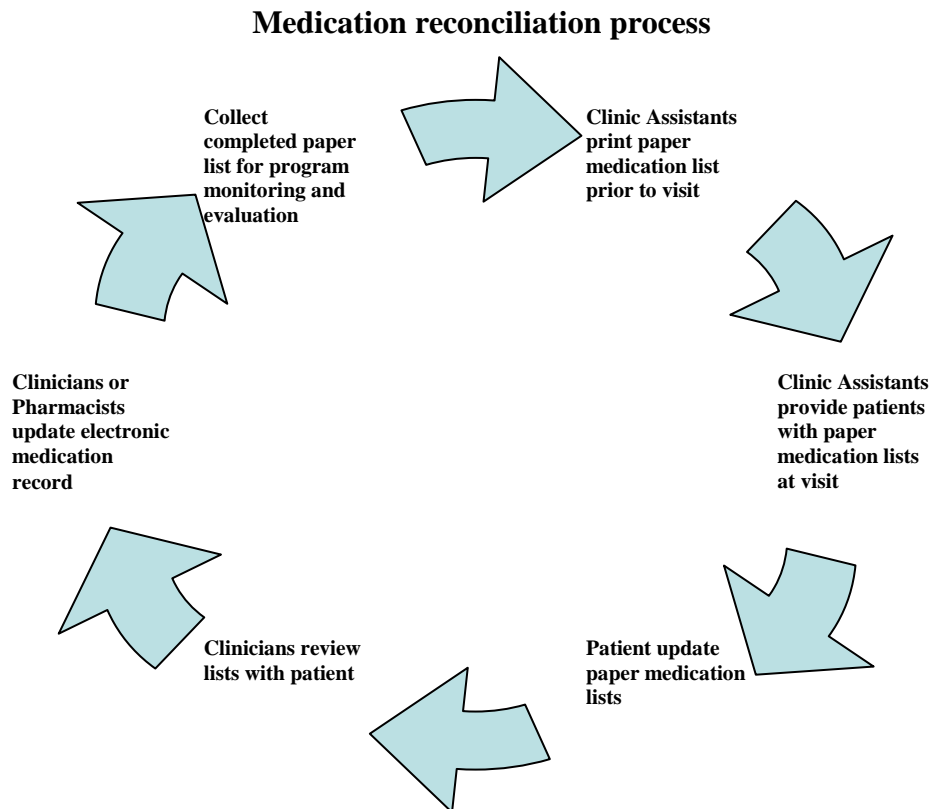 Medication reconciliation process
Collect
completed paper
list for program
monitoring and
evaluation
Clinic Assistants
print paper
medication list
prior to visit
Clinic Assistants
provide patients
with paper
medication lists
at visit
Patient update
paper medication
lists
Clinicians review
lists with patient
Clinicians or
Pharmacists
update electronic
medication
record